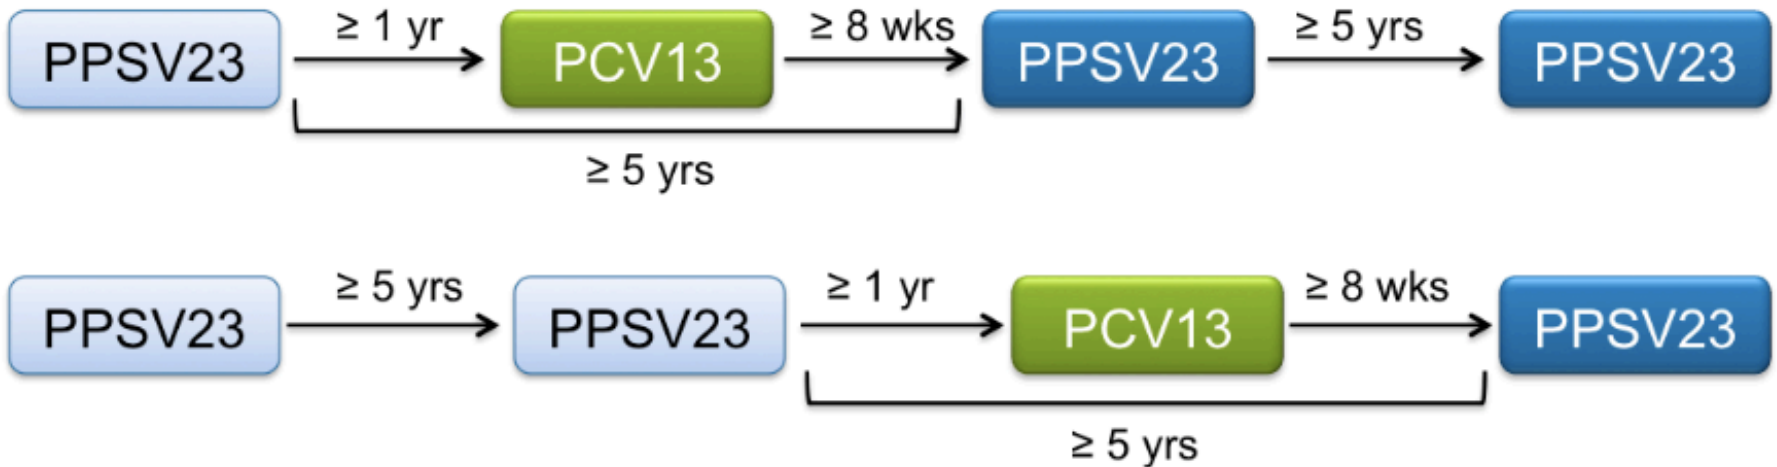 ≥ 1 yr ≥ 8 wks ≥ 5 yrs
PPSV23 PCV13 PPSV23 PPSV23
≥ 5 yrs
≥ 5 yrs ≥ 1 yr ≥ 8 wks
PPSV23 PPSV23 PCV13 PPSV23
≥ 5 yrs